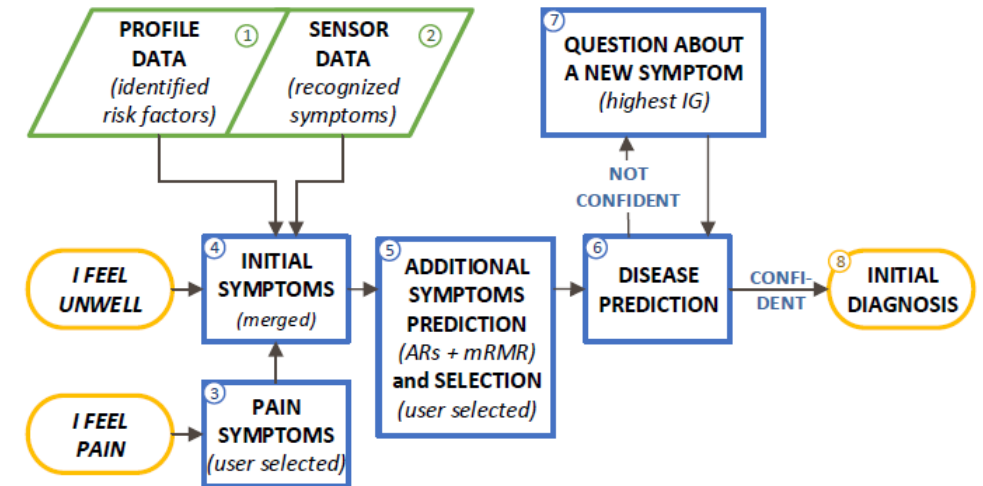 PROFILE
DATA
(identified
risk factors)
1
SENSOR
DATA
(recognized
symptoms)
2
7
QUESTION ABOUT
A NEW SYMPTOM
(highest IG)
NOT
CONFIDENT
I FEEL
UNWELL
4
INITIAL
SYMPTOMS
(merged)
5
ADDITIONAL
SYMPTOMS
PREDICTION
(ARs + mRMR)
and SELECTION
(user selected)
6
DISEASE
PREDICTION
CONFI-
DENT
8
INITIAL
DIAGNOSIS
I FEEL
PAIN
3
PAIN
SYMPTOMS
(user selected)